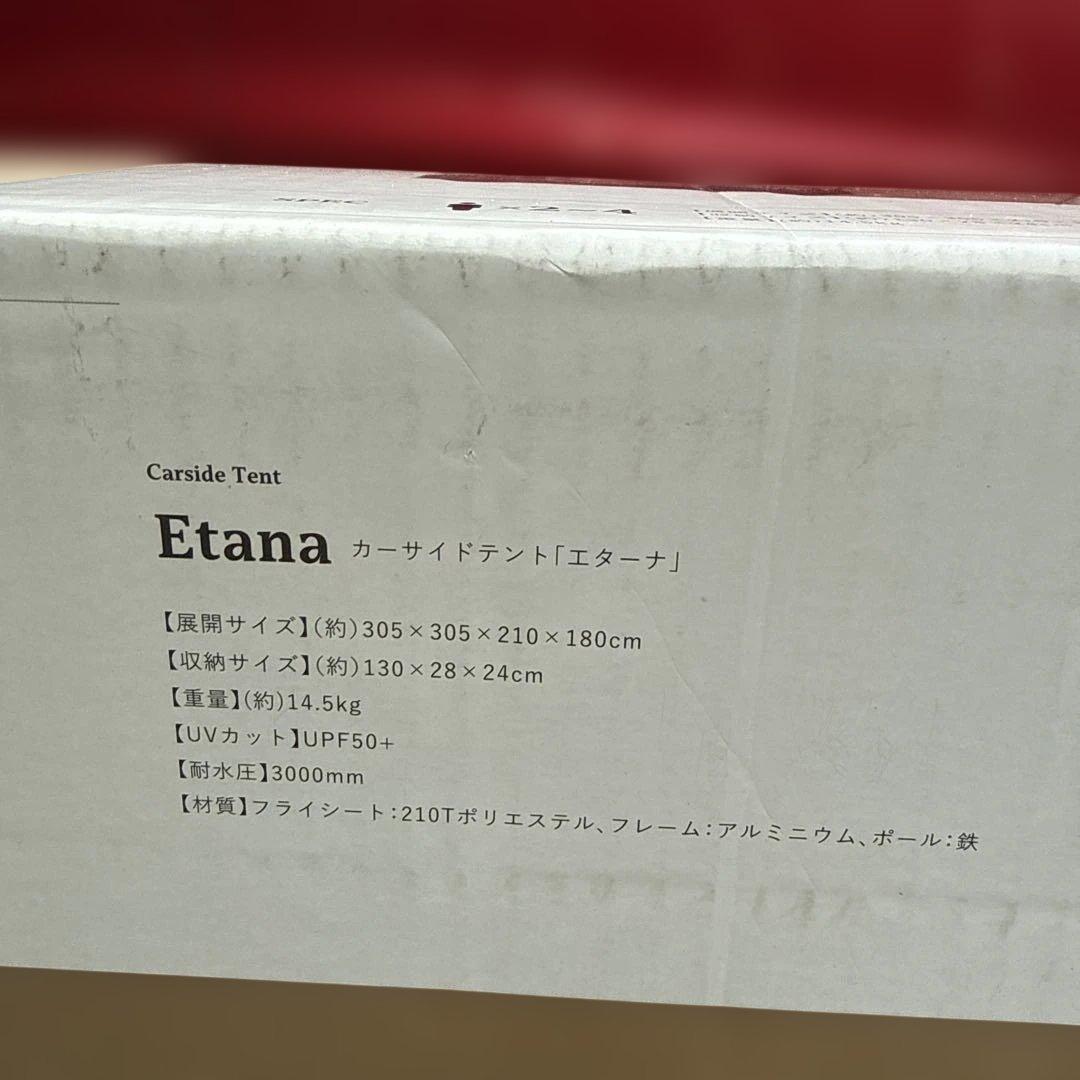 SPEC ×2~4
Carside Tent
Etana カーサイドテント「エターナ」
【展開サイズ】(約)305×305×210×180cm
【収納サイズ】(約)130×28×24cm
【重量】(約)14.5kg
【UVカット】UPF50+
【耐水圧】3000mm
【材質】フライシート:210Tポリエステル、フレーム:アルミニウム、ポール:鉄